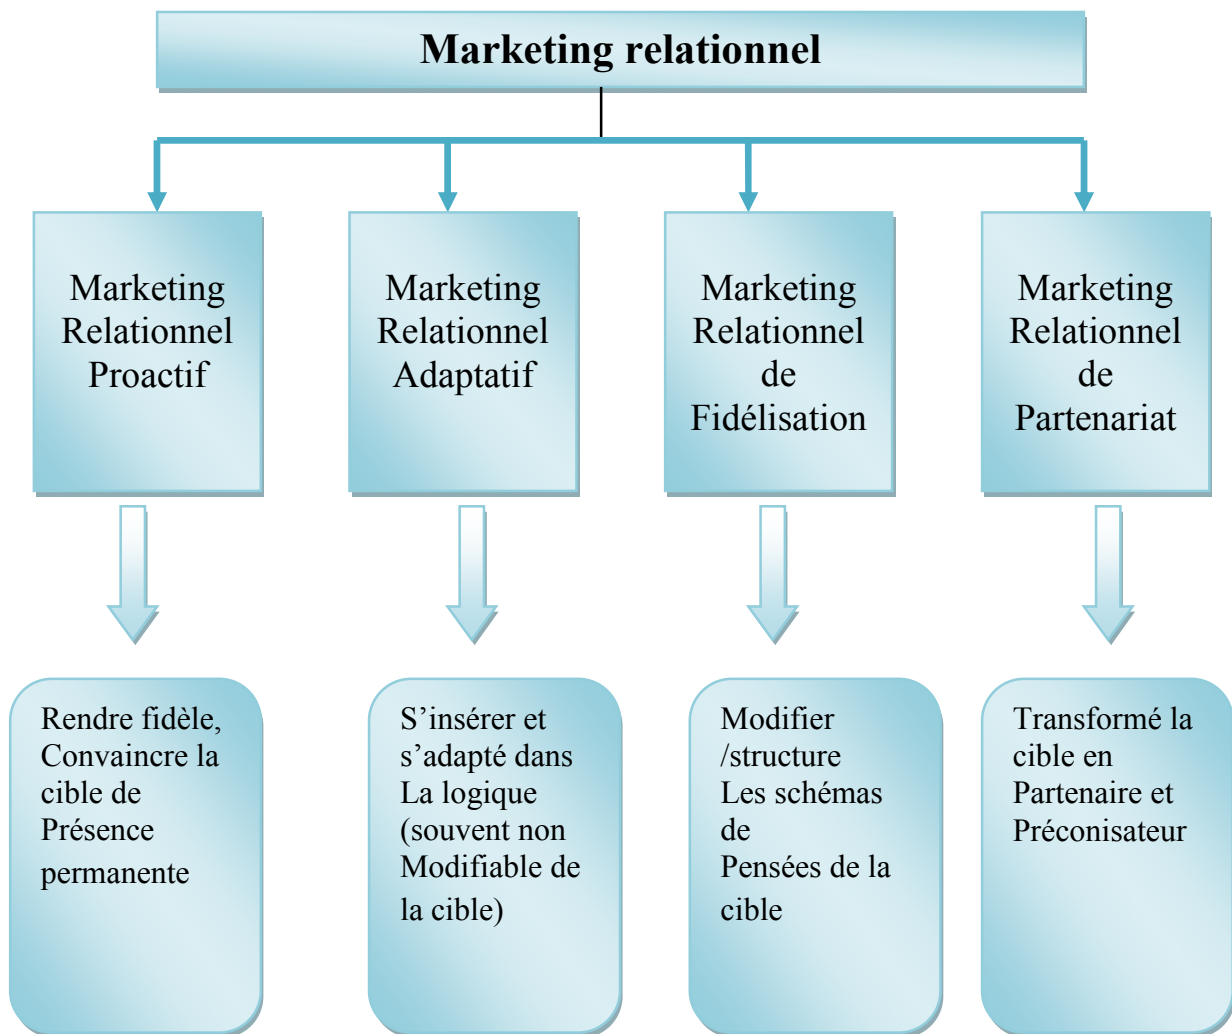 Marketing relationnel
Marketing
Relationnel
Proactif
Marketing
Relationnel
Adaptatif
Marketing
Relationnel
de
Fidélisation
Marketing
Relationnel
de
Partenariat
Rendre fidèle,
Convaincre la
cible de
Présence
permanente
S’insérer et
s’adapté dans
La logique
(souvent non
Modifiable de
la cible)
Modifier
/structure
Les schémas
de
Pensées de la
cible
Transformé la
cible en
Partenaire et
Préconisateur